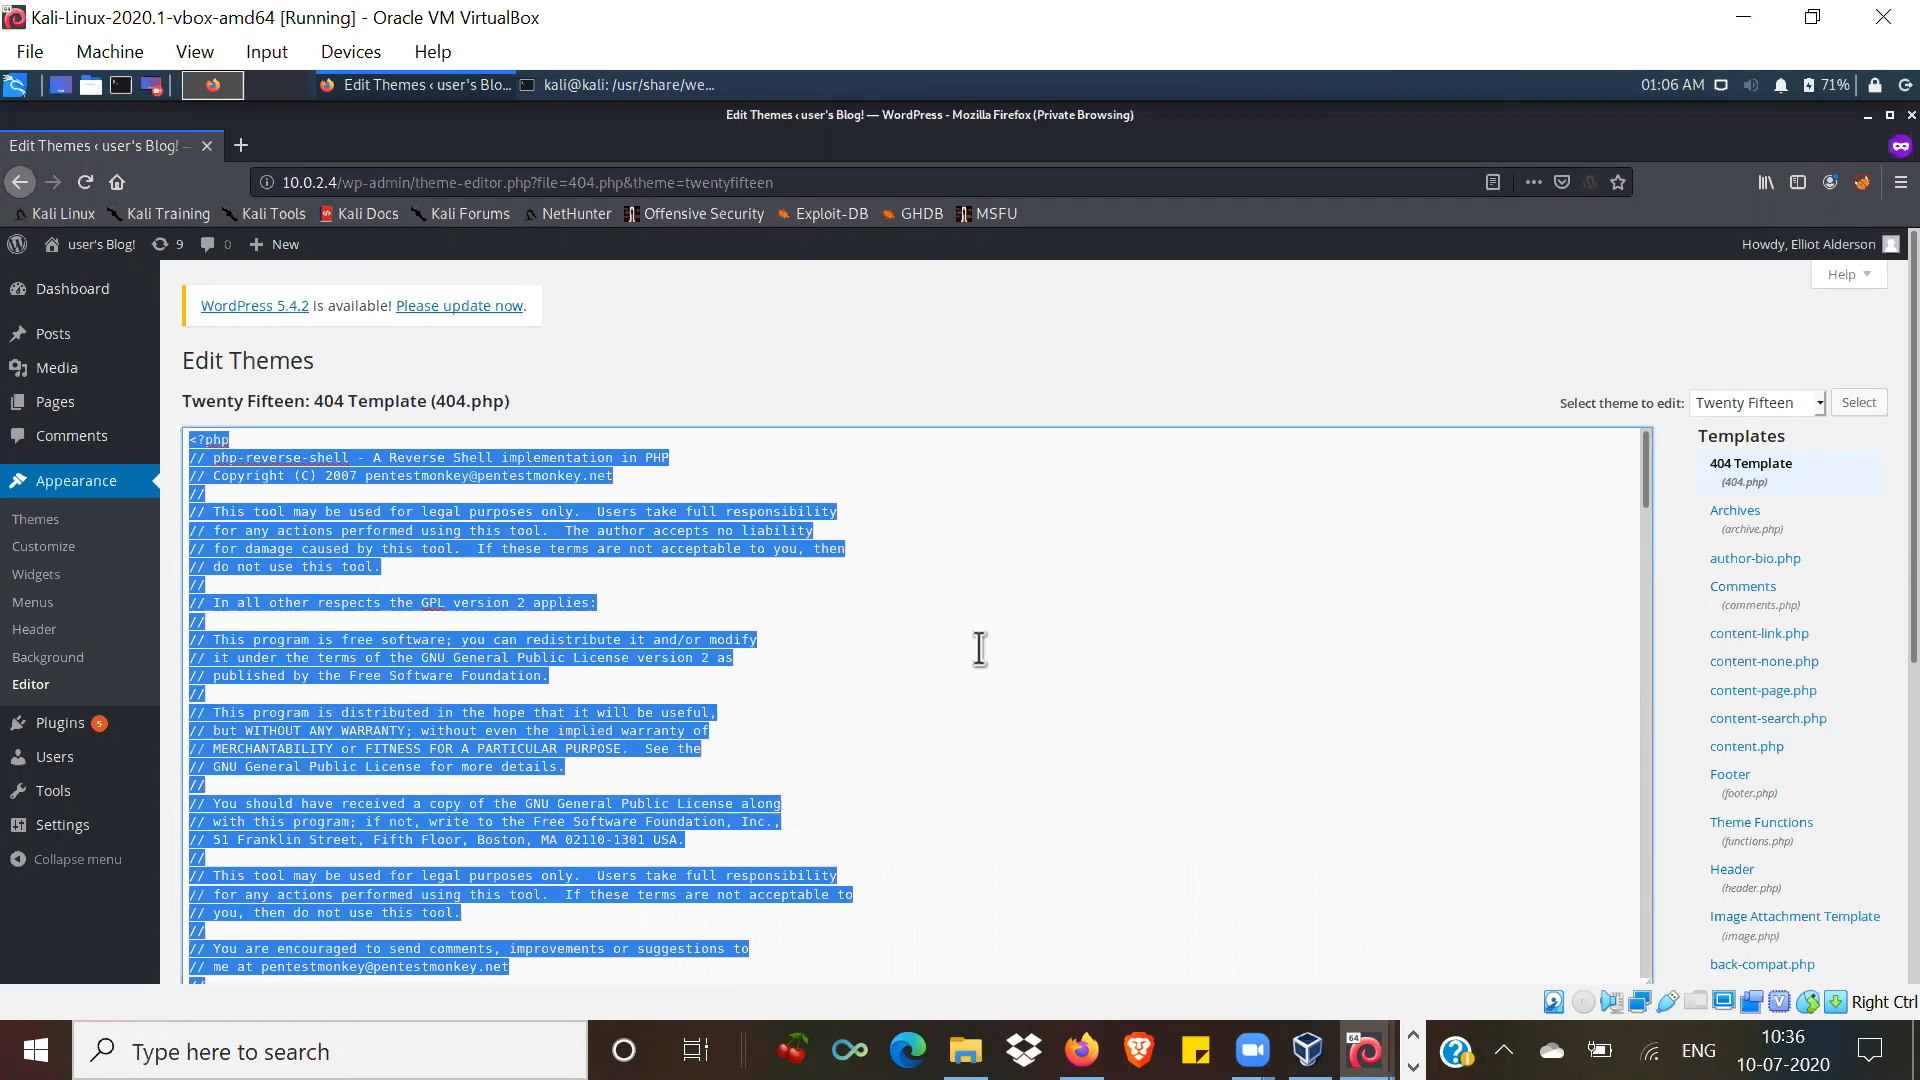 Kali-Linux-2020.1-vbox-amd64 [Running] - Oracle VM VirtualBox
File Machine View Input Devices Help
Edit Themes ‹ user's Blo... kali@kali: /usr/share/we... 01:06 AM 71%
Edit Themes ‹ user's Blog! — WordPress - Mozilla Firefox (Private Browsing)
Edit Themes ‹ user's Blog! —
10.0.2.4/wp-admin/theme-editor.php?file=404.php&theme=twentyfifteen
Kali Linux Kali Training Kali Tools Kali Docs Kali Forums NetHunter Offensive Security Exploit-DB GHDB MSFU
user's Blog! 9 0 New Howdy, Elliot Alderson
Help
Dashboard
Posts
Media
Pages
Comments
Appearance
Themes
Customize
Widgets
Menus
Header
Background
Editor
Plugins 5
Users
Tools
Settings
Collapse menu
WordPress 5.4.2 is available! Please update now.
Edit Themes
Twenty Fifteen: 404 Template (404.php)
Select theme to edit: Twenty Fifteen Select
<?php
// php-reverse-shell - A Reverse Shell implementation in PHP
// Copyright (C) 2007 pentestmonkey@pentestmonkey.net
//
// This tool may be used for legal purposes only.  Users take full responsibility
// for any actions performed using this tool.  The author accepts no liability
// for damage caused by this tool.  If these terms are not acceptable to you, then
// do not use this tool.
//
// In all other respects the GPL version 2 applies:
//
// This program is free software; you can redistribute it and/or modify
// it under the terms of the GNU General Public License version 2 as
// published by the Free Software Foundation.
//
// This program is distributed in the hope that it will be useful,
// but WITHOUT ANY WARRANTY; without even the implied warranty of
// MERCHANTABILITY or FITNESS FOR A PARTICULAR PURPOSE.  See the
// GNU General Public License for more details.
//
// You should have received a copy of the GNU General Public License along
// with this program; if not, write to the Free Software Foundation, Inc.,
// 51 Franklin Street, Fifth Floor, Boston, MA 02110-1301 USA.
//
// This tool may be used for legal purposes only.  Users take full responsibility
// for any actions performed using this tool.  If these terms are not acceptable to
// you, then do not use this tool.
//
// You are encouraged to send comments, improvements or suggestions to
// me at pentestmonkey@pentestmonkey.net
//
Templates
404 Template
(404.php)
Archives
(archive.php)
author-bio.php
Comments
(comments.php)
content-link.php
content-none.php
content-page.php
content-search.php
content.php
Footer
(footer.php)
Theme Functions
(functions.php)
Header
(header.php)
Image Attachment Template
(image.php)
back-compat.php
Right Ctrl
Type here to search
64
ENG
10:36
10-07-2020